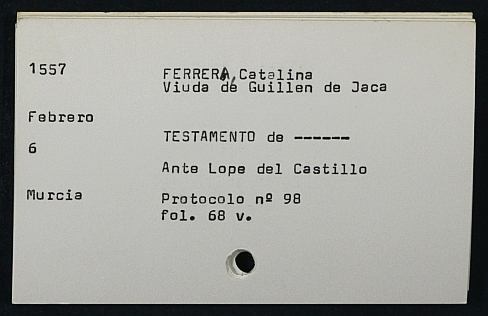 1557
FERRERA, Catalina
Viuda de Guillen de Jaca
Febrero
6
TESTAMENTO de ------
Ante Lope del Castillo
Murcia
Protocolo nº 98
fol. 68 v.